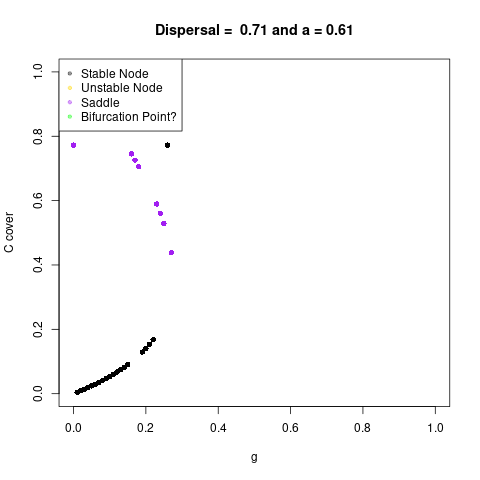 Dispersal = 0.71 and a = 0.61
Stable Node
Unstable Node
Saddle
Bifurcation Point?
C cover
1.0
0.8
0.6
0.4
0.2
0.0
0.0 0.2 0.4 0.6 0.8 1.0
g